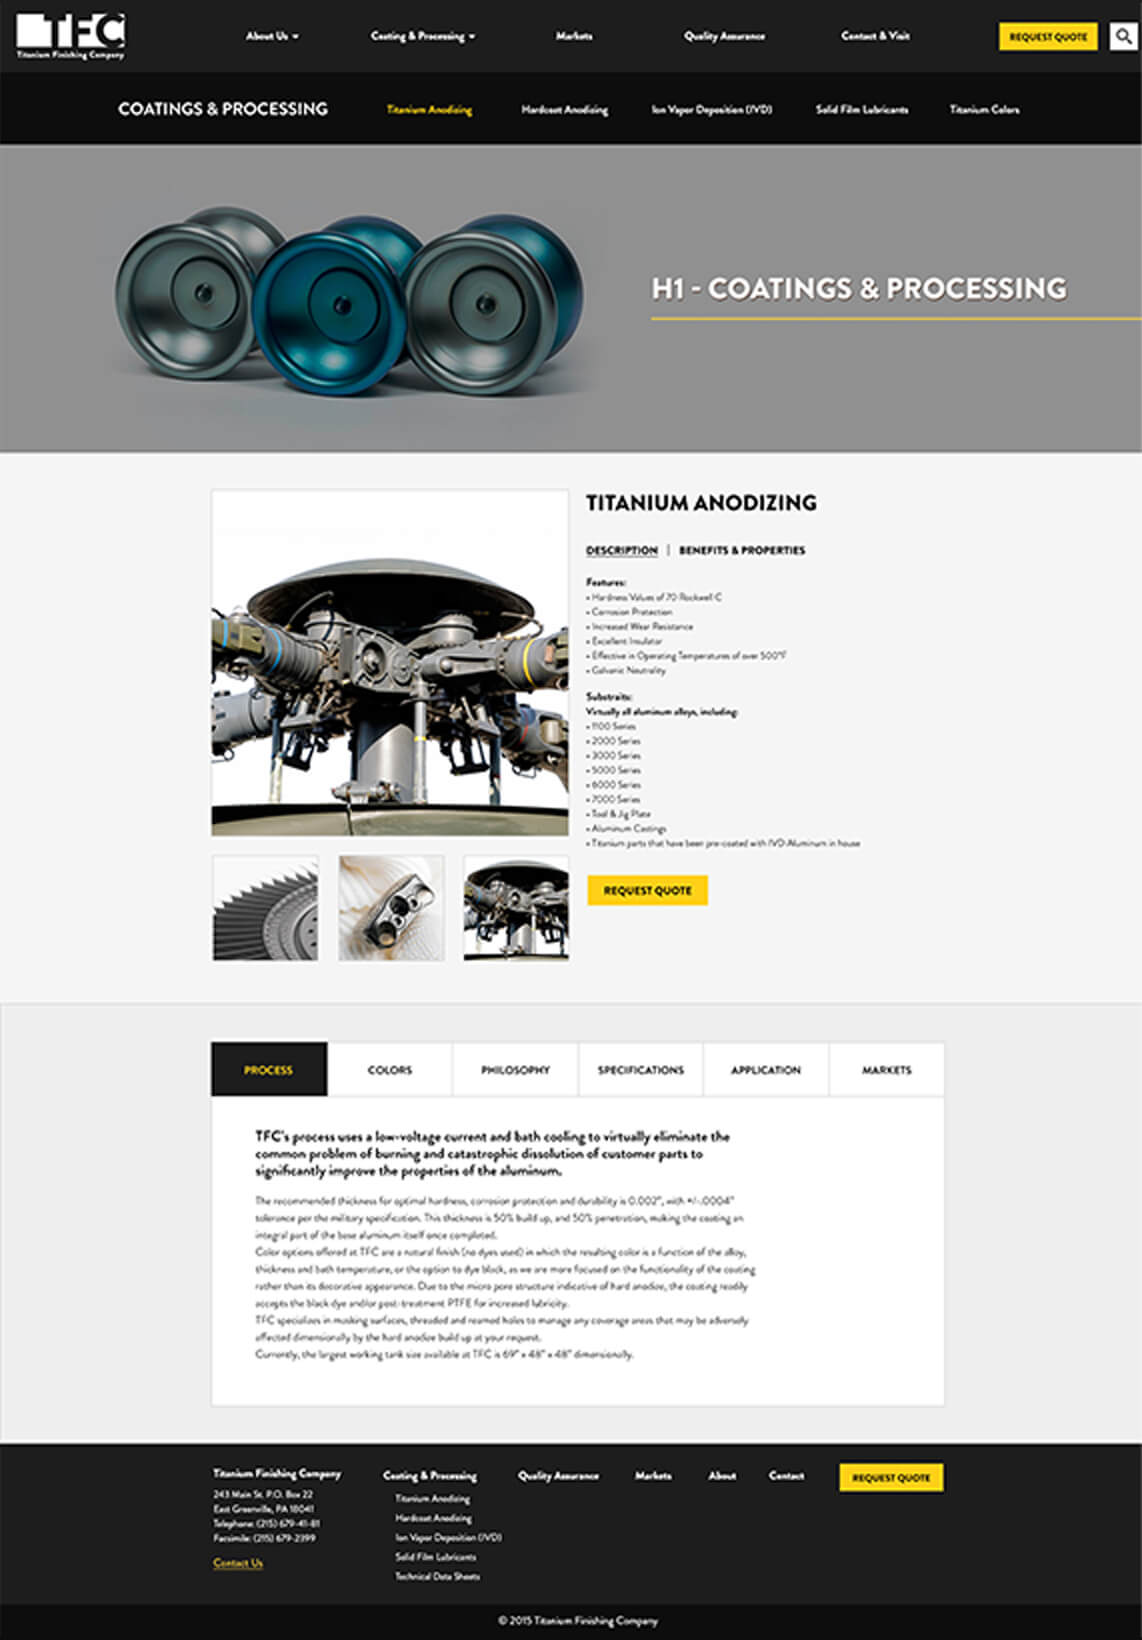 TFC
Titanium Finishing Company
About Us
Coating & Processing
Markets
Quality Assurance
Contact & Visit
REQUEST QUOTE
COATINGS & PROCESSING
Titanium Anodizing
Hardcoat Anodizing
Ion Vapor Deposition (IVD)
Solid Film Lubricants
Titanium Colors
H1 - COATINGS & PROCESSING
TITANIUM ANODIZING
DESCRIPTION | BENEFITS & PROPERTIES
Features:
• Hardness Values of 70 Rockwell C
• Corrosion Protection
• Increased Wear Resistance
• Excellent Insulator
• Effective in Operating Temperatures of over 500°F
• Galvanic Neutrality
Substraits:
Virtually all aluminum alloys, including:
• 1100 Series
• 2000 Series
• 3000 Series
• 5000 Series
• 6000 Series
• 7000 Series
• Tool & Jig Plate
• Aluminum Castings
• Titanium parts that have been pre-coated with IVD Aluminum in house
REQUEST QUOTE
PROCESS
COLORS
PHILOSOPHY
SPECIFICATIONS
APPLICATION
MARKETS
TFC's process uses a low-voltage current and bath cooling to virtually eliminate the
common problem of burning and catastrophic dissolution of customer parts to
significantly improve the properties of the aluminum.
The recommended thickness for optimal hardness, corrosion protection and durability is 0.002", with +/-.0004"
tolerance per the military specification. This thickness is 50% build up, and 50% penetration, making the coating an
integral part of the base aluminum itself once completed.
Color options offered at TFC are a natural finish (no dyes used) in which the resulting color is a function of the alloy,
thickness and bath temperature, or the option to dye black, as we are more focused on the functionality of the coating
rather than its decorative appearance. Due to the micro pore structure indicative of hard anodize, the coating readily
accepts the black dye and/or post-treatment PTFE for increased lubricity.
TFC specializes in masking surfaces, threaded and reamed holes to manage any coverage areas that may be adversely
affected dimensionally by the hard anodize build up at your request.
Currently, the largest working tank size available at TFC is 69" x 48" x 48" dimensionally.
Titanium Finishing Company
243 Main St. P.O. Box 22
East Greenville, PA 18041
Telephone: (215) 679-41-81
Facsimile: (215) 679-2399
Contact Us
Coating & Processing
Titanium Anodizing
Hardcoat Anodizing
Ion Vapor Deposition (IVD)
Solid Film Lubricants
Technical Data Sheets
Quality Assurance
Markets
About
Contact
REQUEST QUOTE
© 2015 Titanium Finishing Company